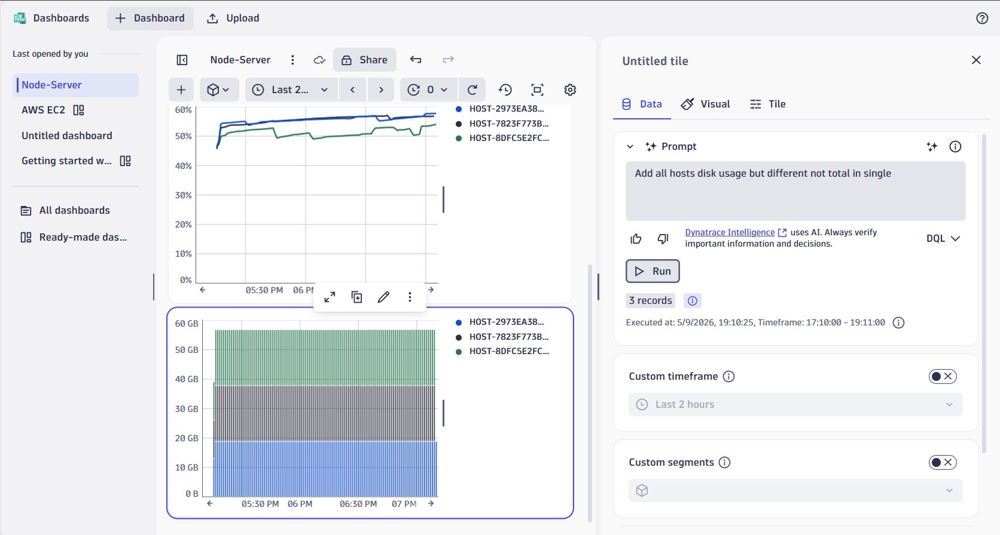 Dashboards
Dashboard
Upload
Last opened by you
Node-Server
AWS EC2
Untitled dashboard
Getting started w...
All dashboards
Ready-made das...
Node-Server
Share
Last 2...
0
60%
50%
40%
30%
20%
10%
0%
05:30 PM
06 P
HOST-2973EA38...
HOST-7823F773B...
HOST-8DFC5E2FC...
60 GB
50 GB
40 GB
30 GB
20 GB
10 GB
0 B
05:30 PM
06 PM
06:30 PM
07 PM
HOST-2973EA38...
HOST-7823F773B...
HOST-8DFC5E2FC...
Untitled tile
Data
Visual
Tile
Prompt
Add all hosts disk usage but different not total in single
Dynatrace Intelligence uses AI. Always verify
important information and decisions.
DQL
Run
3 records
Executed at: 5/9/2026, 19:10:25, Timeframe: 17:10:00 - 19:11:00
Custom timeframe
Last 2 hours
Custom segments